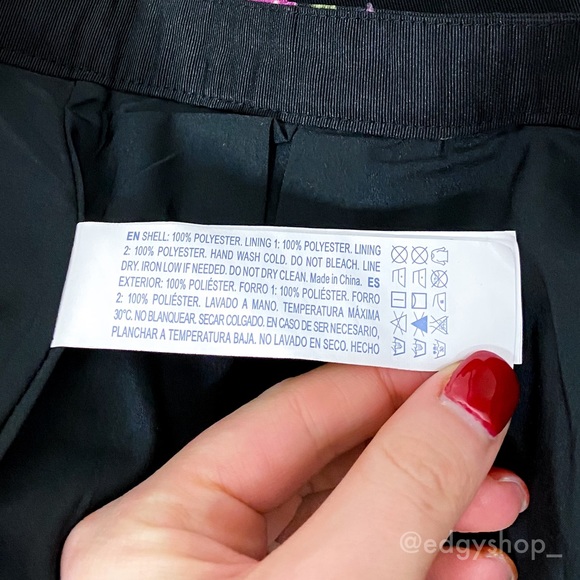 EN SHELL: 100% POLYESTER. LINING 1: 100% POLYESTER. LINING
2: 100% POLYESTER. HAND WASH COLD. DO NOT BLEACH. LINE
DRY. IRON LOW IF NEEDED. DO NOT DRY CLEAN. Made in China. ES
EXTERIOR: 100% POLIÉSTER. FORRO 1: 100% POLIÉSTER. FORRO
2: 100% POLIÉSTER. LAVADO A MANO. TEMPERATURA MÁXIMA
30°C. NO BLANQUEAR. SECAR COLGADO. EN CASO DE SER NECESARIO,
PLANCHAR A TEMPERATURA BAJA. NO LAVADO EN SECO. HECHO
@edgyshop_